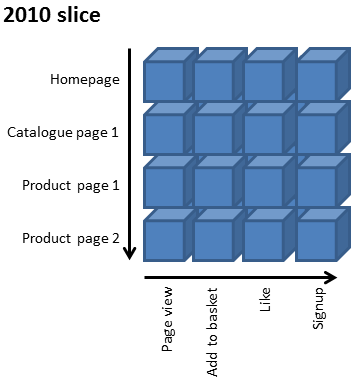 2010 slice
Homepage
Catalogue page 1
Product page 1
Product page 2
Page view
Add to basket
Like
Signup